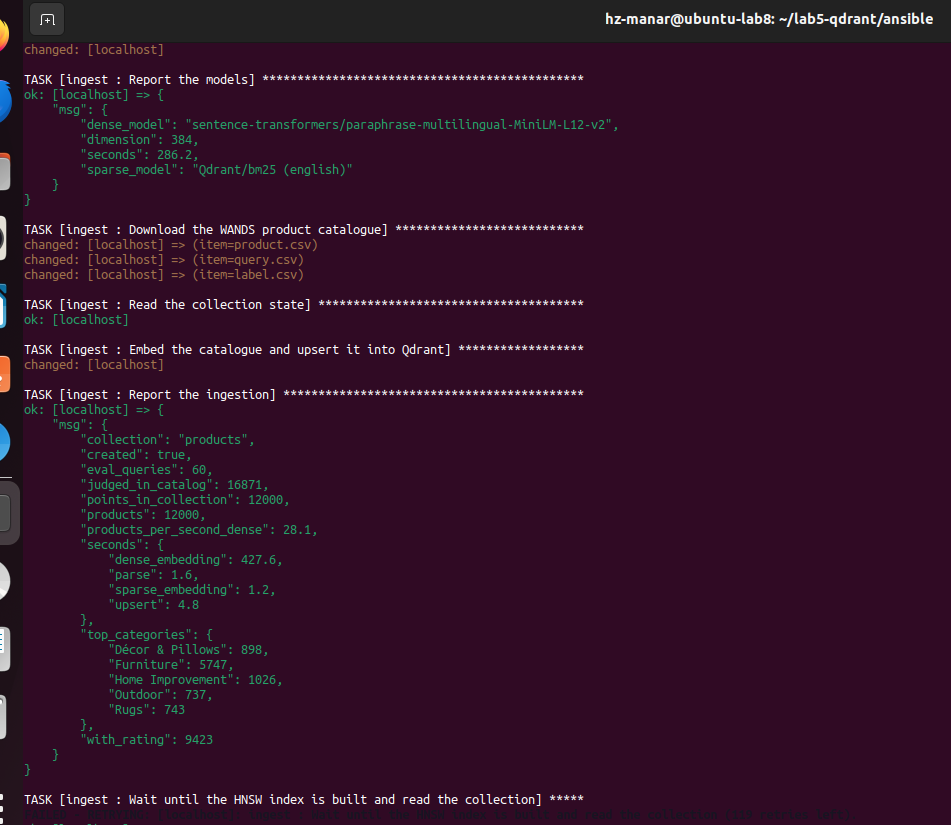 hz-manar@ubuntu-lab8: ~/lab5-qdrant/ansible
changed: [localhost]

TASK [ingest : Report the models] *******************************************
ok: [localhost] => {
    "msg": {
        "dense_model": "sentence-transformers/paraphrase-multilingual-MiniLM-L12-v2",
        "dimension": 384,
        "seconds": 286.2,
        "sparse_model": "Qdrant/bm25 (english)"
    }
}

TASK [ingest : Download the WANDS product catalogue] *************************
changed: [localhost] => (item=product.csv)
changed: [localhost] => (item=query.csv)
changed: [localhost] => (item=label.csv)

TASK [ingest : Read the collection state] ***********************************
ok: [localhost]

TASK [ingest : Embed the catalogue and upsert it into Qdrant] *****************
changed: [localhost]

TASK [ingest : Report the ingestion] ****************************************
ok: [localhost] => {
    "msg": {
        "collection": "products",
        "created": true,
        "eval_queries": 60,
        "judged_in_catalog": 16871,
        "points_in_collection": 12000,
        "products": 12000,
        "products_per_second_dense": 28.1,
        "seconds": {
            "dense_embedding": 427.6,
            "parse": 1.6,
            "sparse_embedding": 1.2,
            "upsert": 4.8
        },
        "top_categories": {
            "Décor & Pillows": 898,
            "Furniture": 5747,
            "Home Improvement": 1026,
            "Outdoor": 737,
            "Rugs": 743
        },
        "with_rating": 9423
    }
}

TASK [ingest : Wait until the HNSW index is built and read the collection] *****